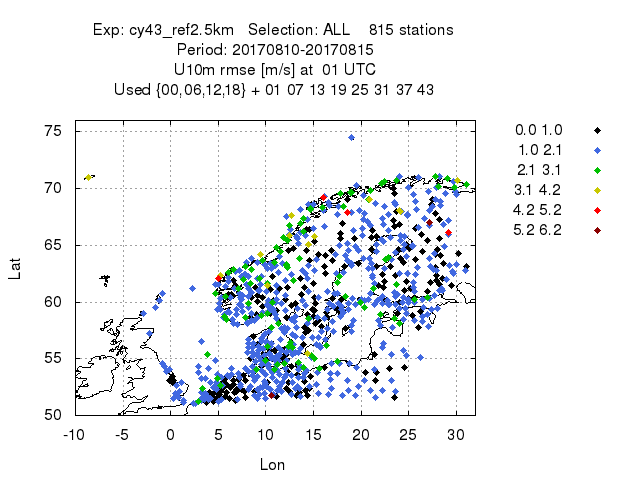 Exp: cy43_ref2.5km   Selection: ALL    815 stations
Period: 20170810-20170815
U10m rmse [m/s] at  01 UTC
Used {00,06,12,18} + 01 07 13 19 25 31 37 43
0.0 1.0
1.0 2.1
2.1 3.1
3.1 4.2
4.2 5.2
5.2 6.2
75
70
65
60
55
50
Lat
-10 -5 0 5 10 15 20 25 30
Lon